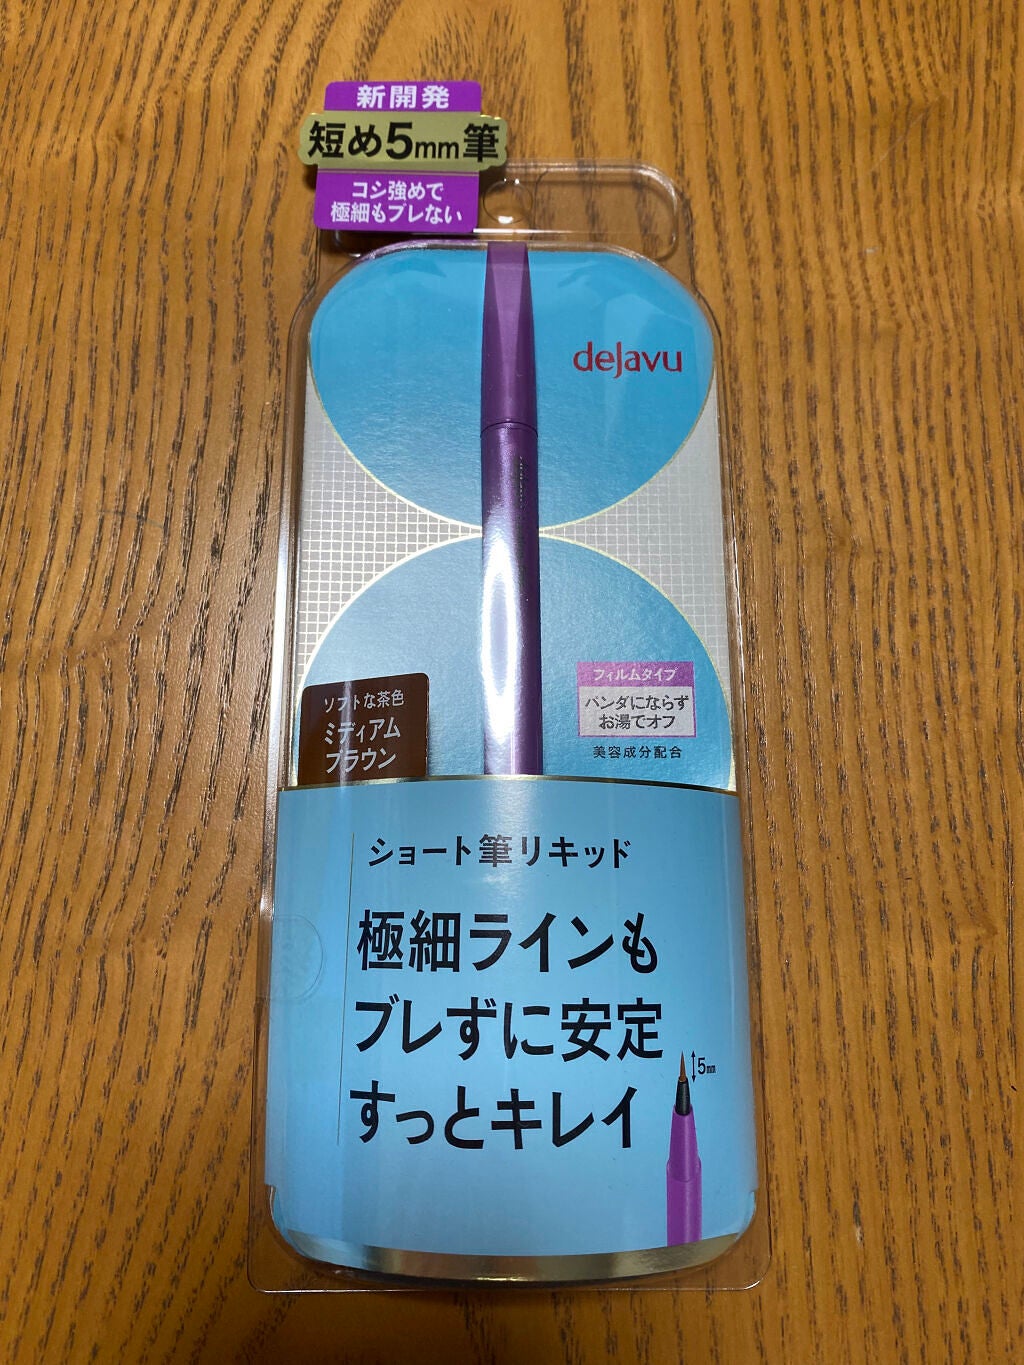 新開発
短め5mm筆
コシ強めで
極細もブレない
dejavu
フィルムタイプ
パンダにならず
お湯でオフ
美容成分配合
ソフトな茶色
ミディアム
ブラウン
ショート筆リキッド
極細ラインも
ブレずに安定
すっとキレイ
5mm